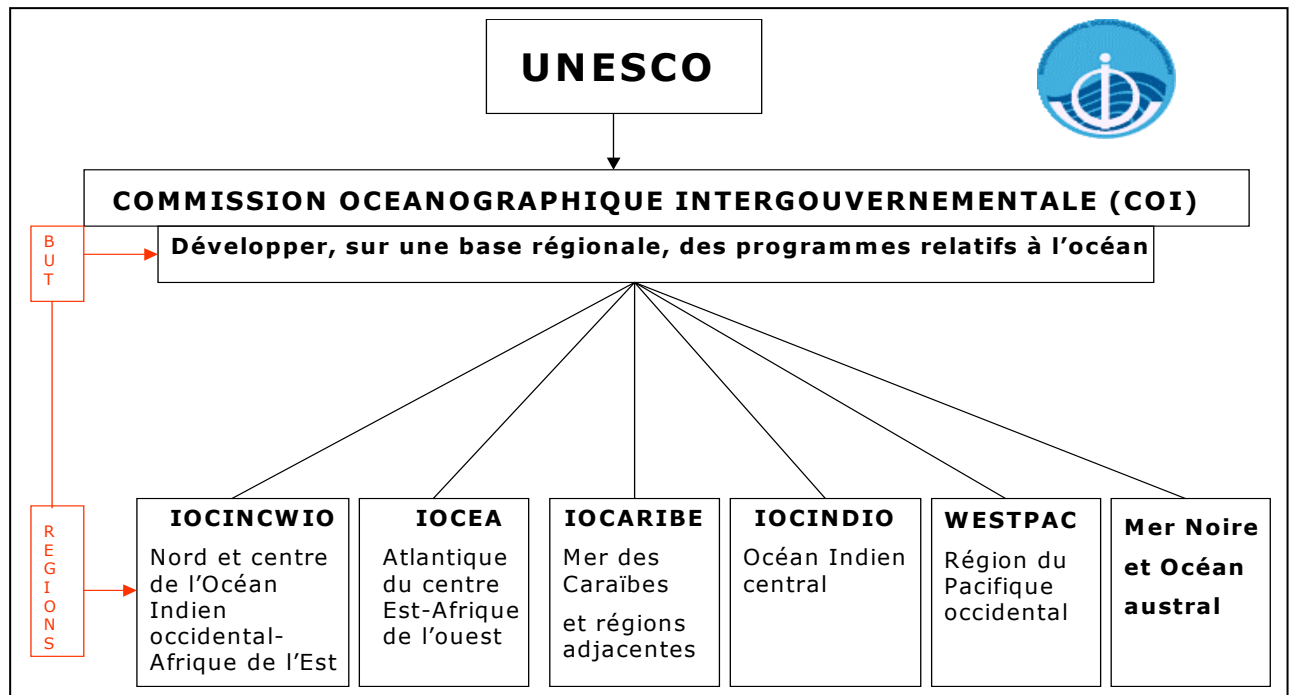 UNESCO
COMMISSION OCEANOGRAPHIQUE INTERGOUVERNEMENTALE (COI)
BUT
Développer, sur une base régionale, des programmes relatifs à l’océan
REGIONS
IOCINCWIO
Nord et centre
de l’Océan
Indien
occidental-
Afrique de l’Est
IOCEA
Atlantique
du centre
Est-Afrique
de l’ouest
IOCARIBE
Mer des
Caraïbes
et régions
adjacentes
IOCINDIO
Océan Indien
central
WESTPAC
Région du
Pacifique
occidental
Mer Noire
et Océan
austral